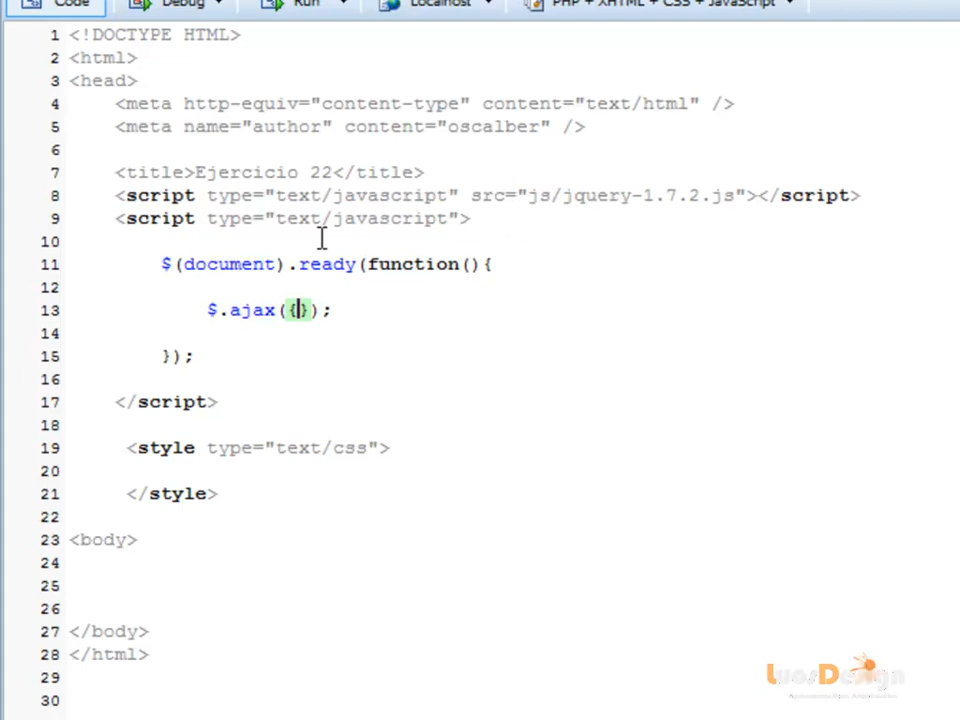 Code Debug Run Localhost PHP + XHTML + CSS + JavaScript
1 <!DOCTYPE HTML>
2 <html>
3 <head>
4 <meta http-equiv="content-type" content="text/html" />
5 <meta name="author" content="oscalber" />
6
7 <title>Ejercicio 22</title>
8 <script type="text/javascript" src="js/jquery-1.7.2.js"></script>
9 <script type="text/javascript">
10
11 $(document).ready(function(){
12
13 $.ajax({});
14
15 });
16
17 </script>
18
19 <style type="text/css">
20
21 </style>
22
23 <body>
24
25
26
27 </body>
28 </html>
29
30
LuosDesign